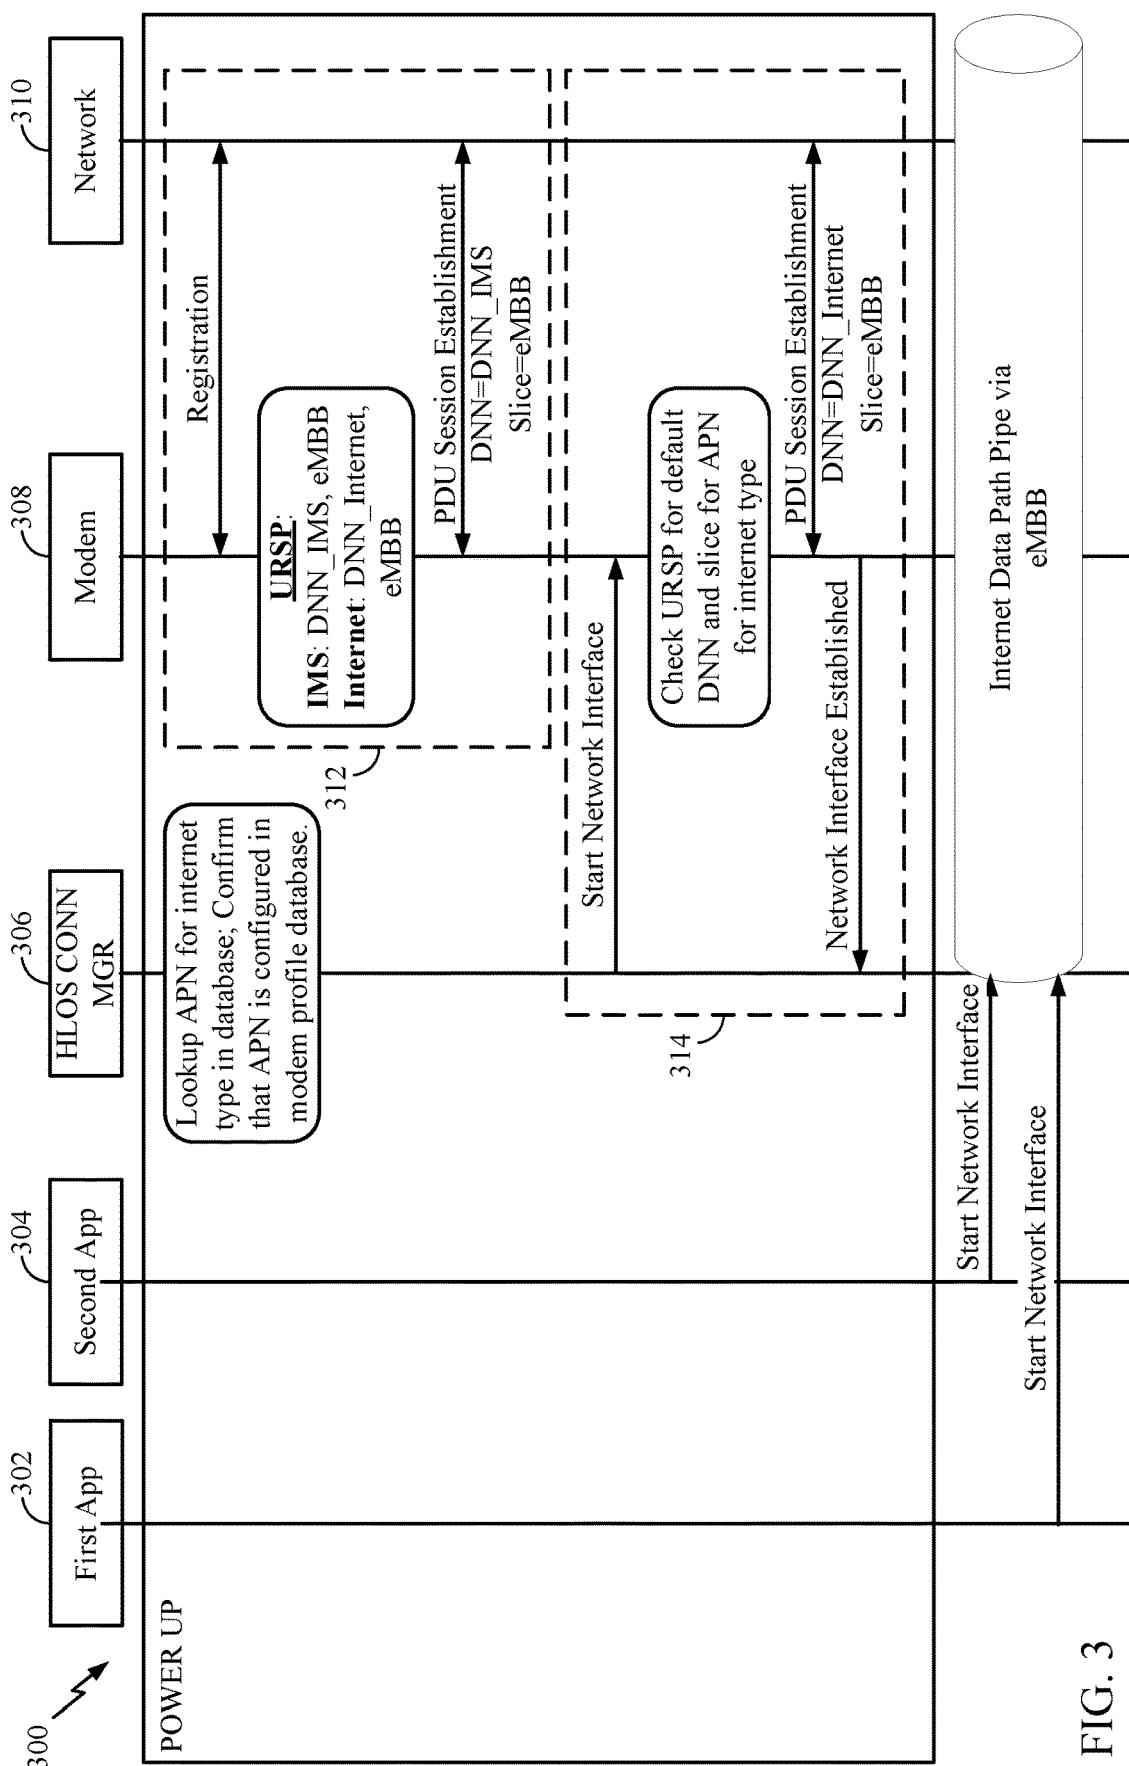 300
302
304
306
308
310
First App
Second App
HLOS CONN
MGR
Modem
Network
POWER UP
Lookup APN for internet
type in database; Confirm
that APN is configured in
modem profile database.
Registration
URSP:
IMS: DNN_IMS, eMBB
Internet: DNN_Internet,
eMBB
PDU Session Establishment
DNN=DNN_IMS
Slice=eMBB
312
Start Network Interface
Check URSP for default
DNN and slice for APN
for internet type
PDU Session Establishment
DNN=DNN_Internet
Slice=eMBB
Network Interface Established
314
Start Network Interface
Start Network Interface
Internet Data Path Pipe via
eMBB
FIG. 3